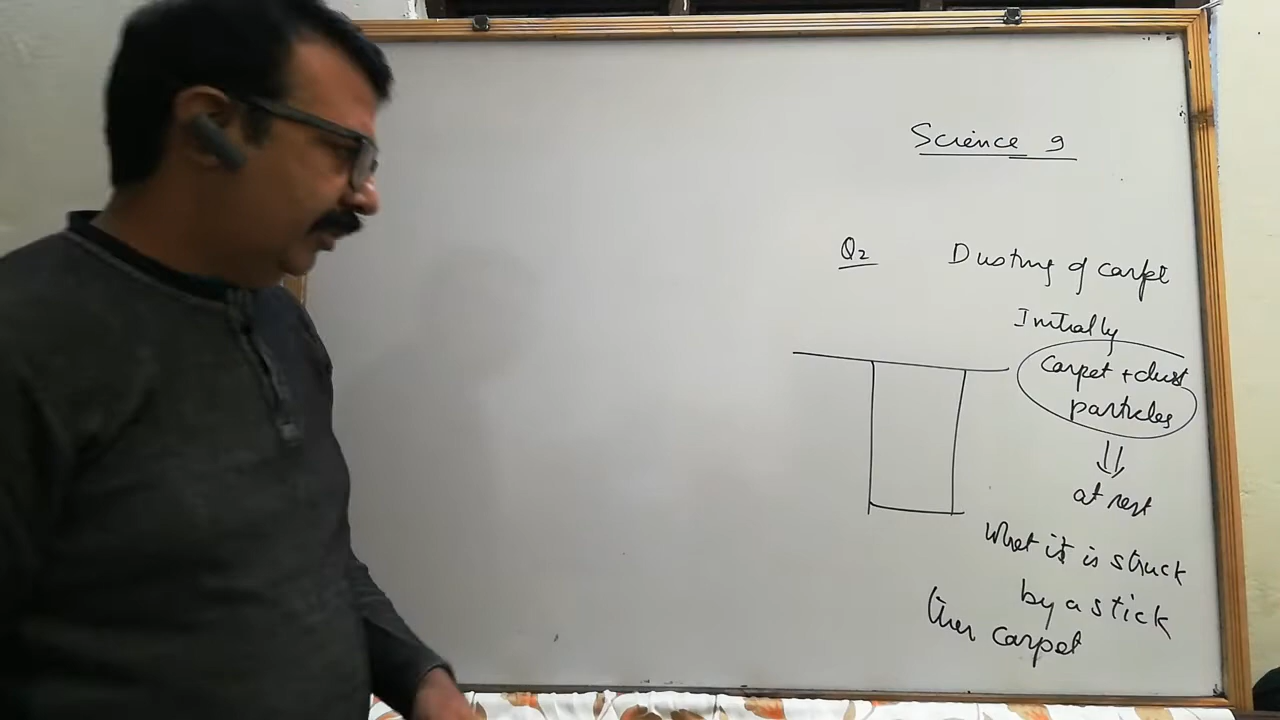 Science 9
Q2 Dusting of carpet
Initially
carpet + dust
particles
at rest
When it is struck
by a stick
then carpet